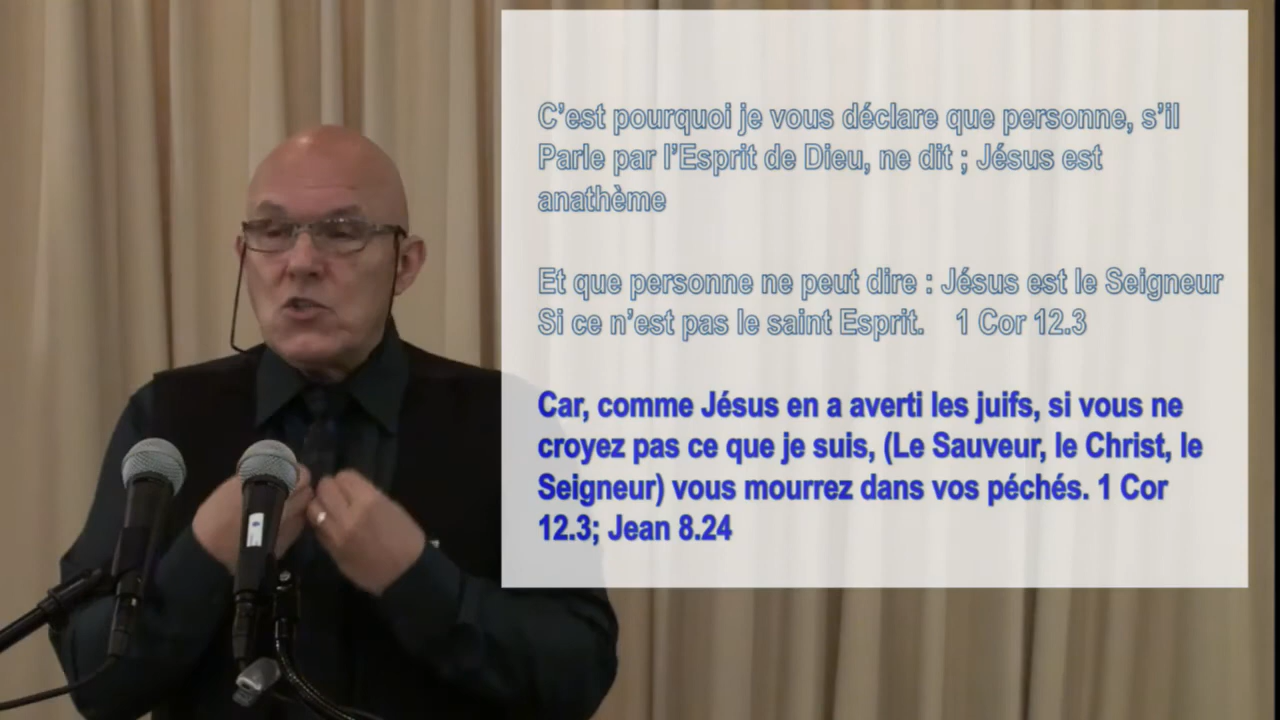 C’est pourquoi je vous déclare que personne, s’il
Parle par l’Esprit de Dieu, ne dit ; Jésus est
anathème
Et que personne ne peut dire : Jésus est le Seigneur
Si ce n’est pas le saint Esprit. 1 Cor 12.3
Car, comme Jésus en a averti les juifs, si vous ne
croyez pas ce que je suis, (Le Sauveur, le Christ, le
Seigneur) vous mourrez dans vos péchés. 1 Cor
12.3; Jean 8.24